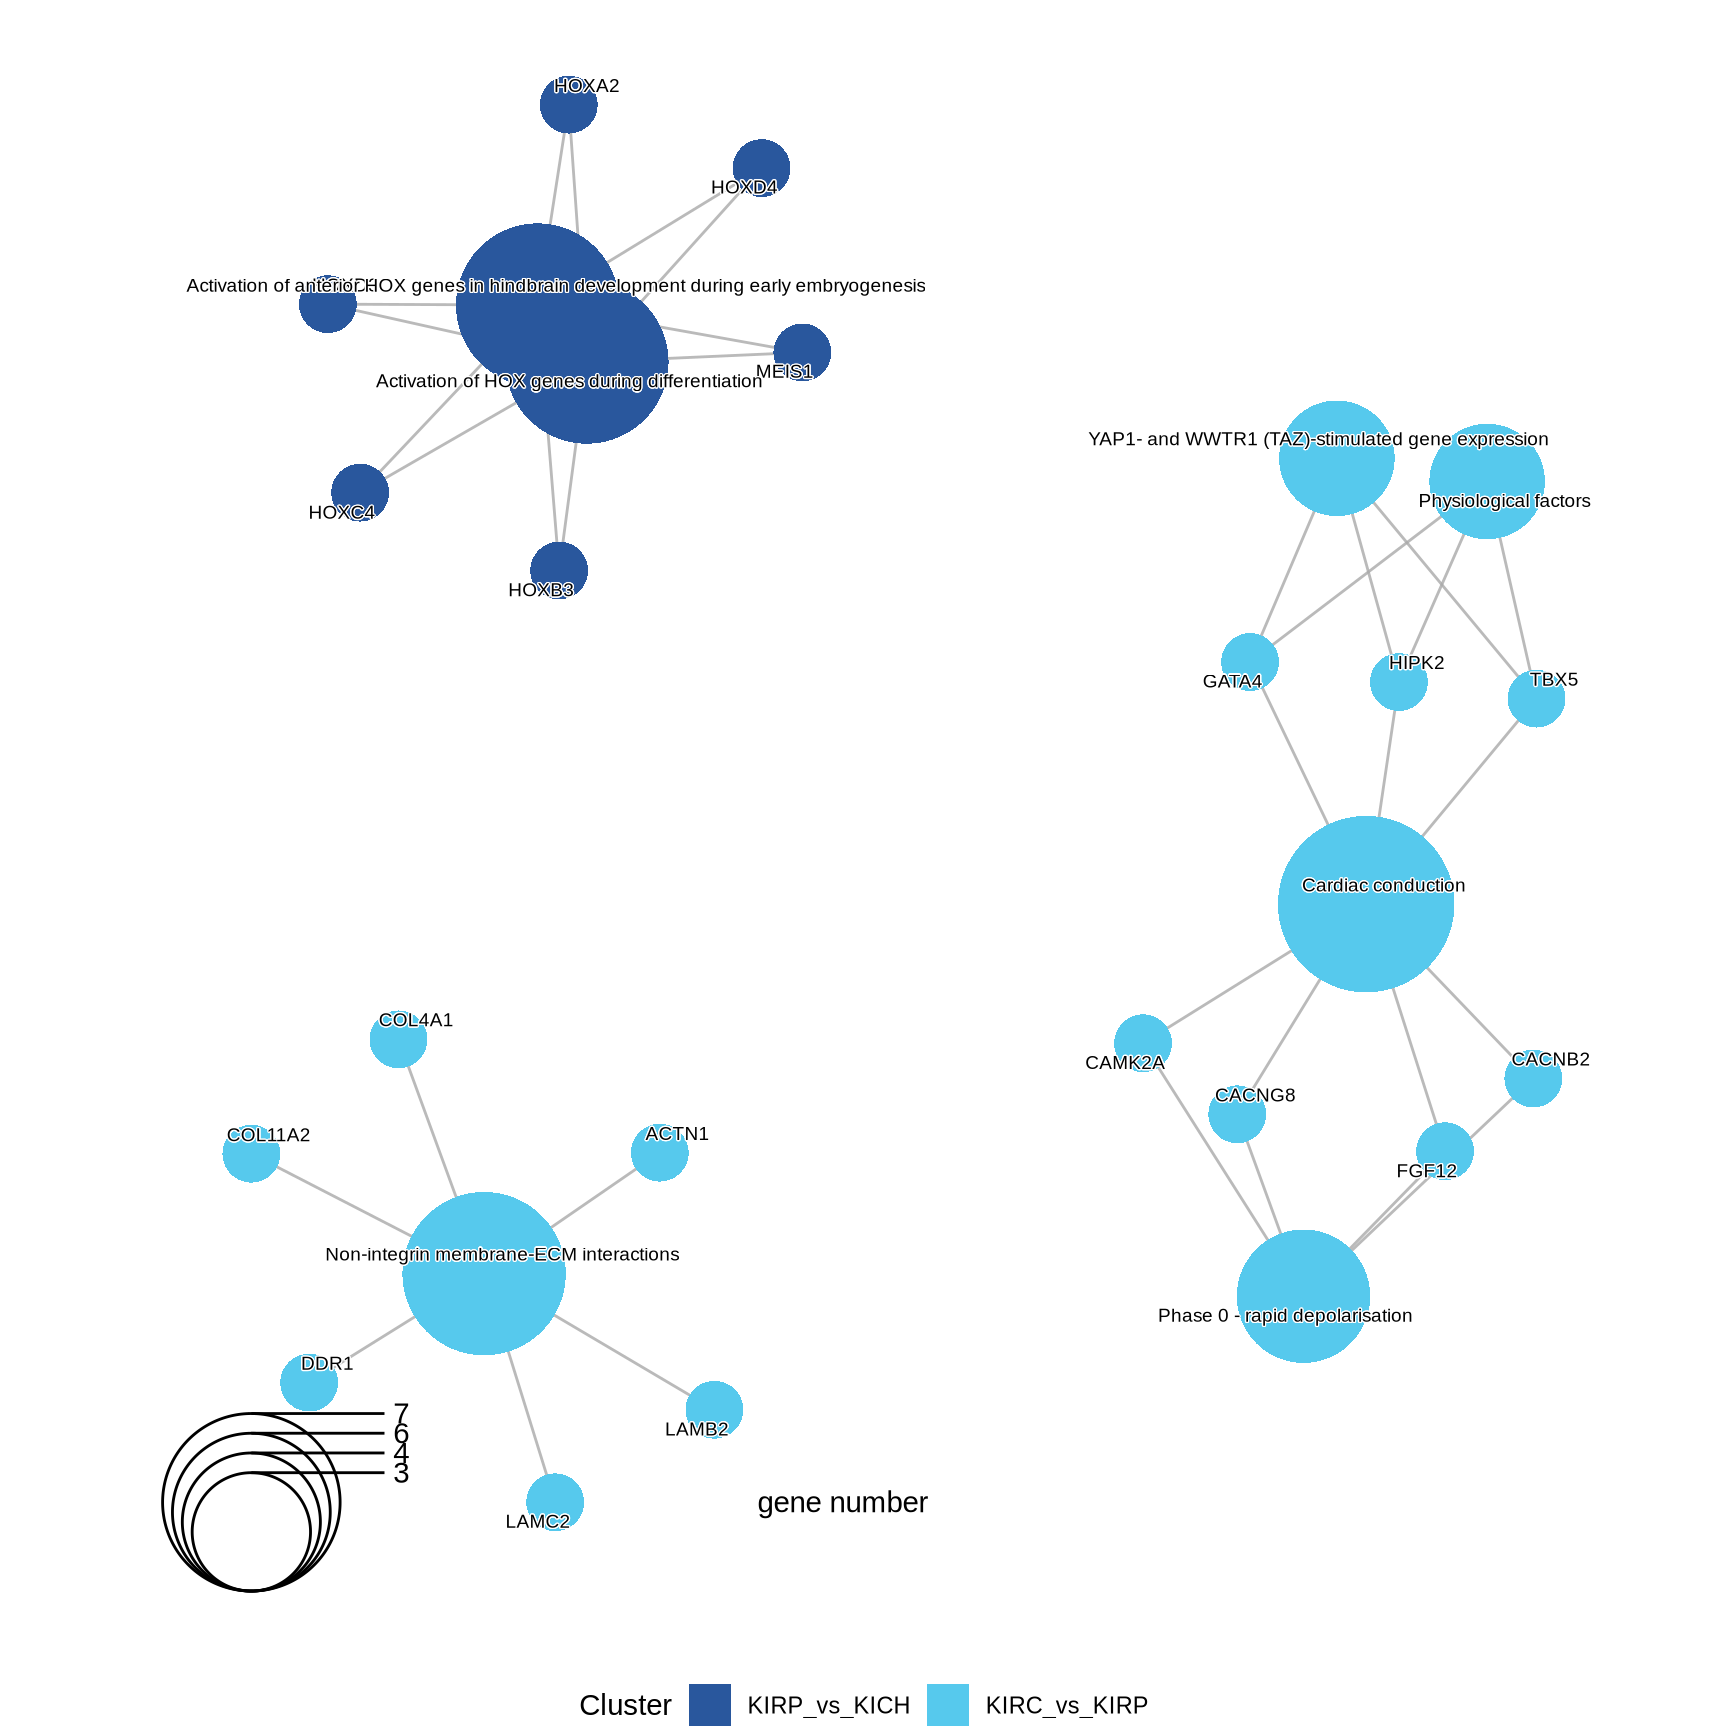 HOXA2
HOXD4
Activation of anterior HOX genes in hindbrain development during early embryogenesis
MEIS1
Activation of HOX genes during differentiation
HOXC4
HOXB3
YAP1- and WWTR1 (TAZ)-stimulated gene expression
Physiological factors
HIPK2
GATA4
TBX5
Cardiac conduction
CAMK2A
CACNB2
CACNG8
FGF12
Phase 0 - rapid depolarisation
COL4A1
COL11A2
ACTN1
Non-integrin membrane-ECM interactions
DDR1
LAMB2
LAMC2
7
6
4
3
gene number
Cluster KIRP_vs_KICH KIRC_vs_KIRP